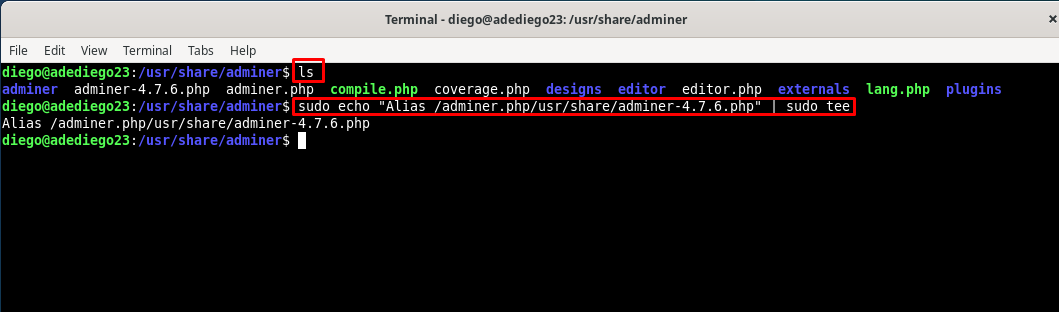 Terminal - diego@adediego23: /usr/share/adminer
File Edit View Terminal Tabs Help
diego@adediego23:/usr/share/adminer$ ls
adminer adminer-4.7.6.php adminer.php compile.php coverage.php designs editor editor.php externals lang.php plugins
diego@adediego23:/usr/share/adminer$ sudo echo "Alias /adminer.php/usr/share/adminer-4.7.6.php" | sudo tee
Alias /adminer.php/usr/share/adminer-4.7.6.php
diego@adediego23:/usr/share/adminer$